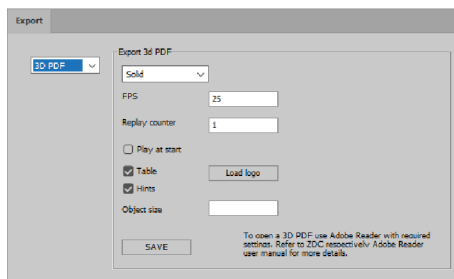 Export
3D PDF
Export 3d PDF
Solid
FPS
25
Replay counter
1
Play at start
Table
Load logo
Hints
Object size
SAVE
To open a 3D PDF use Adobe Reader with required
settings. Refer to ZDC respectively Adobe Reader
user manual for more details.